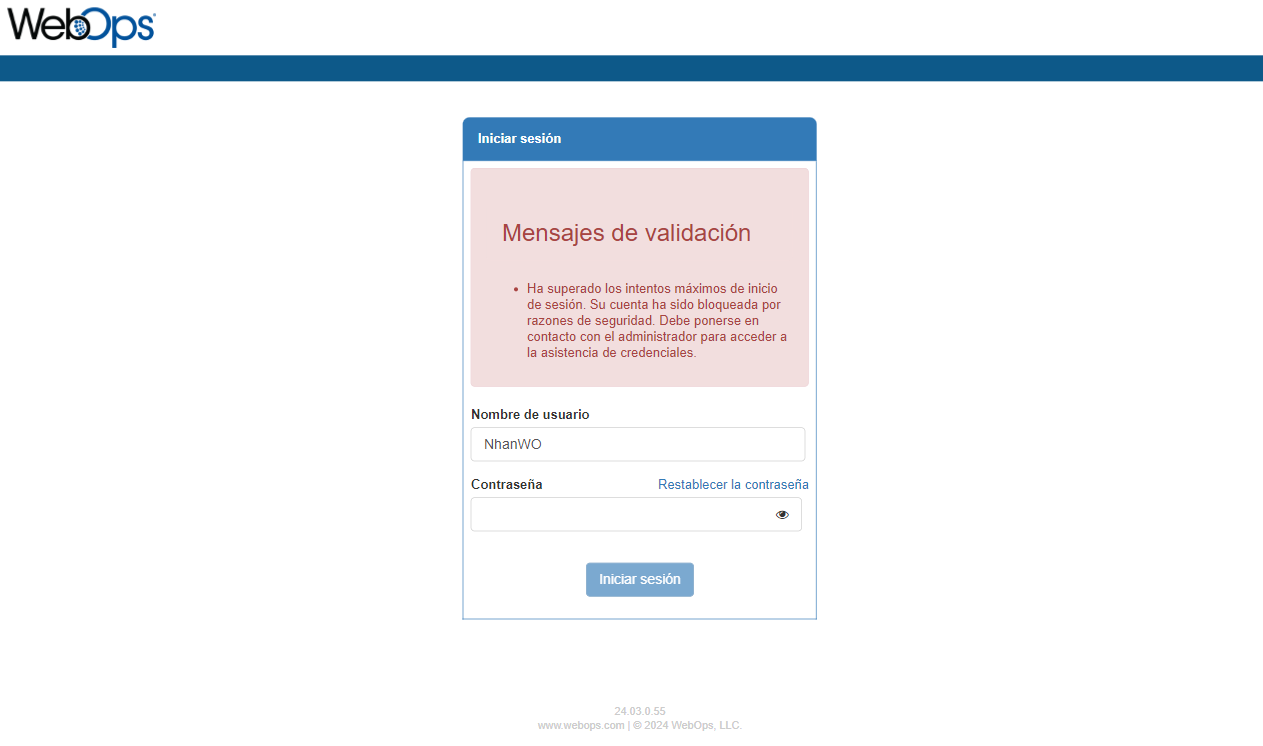 WebOps
Iniciar sesión
Mensajes de validación
• Ha superado los intentos máximos de inicio
de sesión. Su cuenta ha sido bloqueada por
razones de seguridad. Debe ponerse en
contacto con el administrador para acceder a
la asistencia de credenciales.
Nombre de usuario
NhanWO
Contraseña Restablecer la contraseña
Iniciar sesión
24.03.0.55
www.webops.com | © 2024 WebOps, LLC.